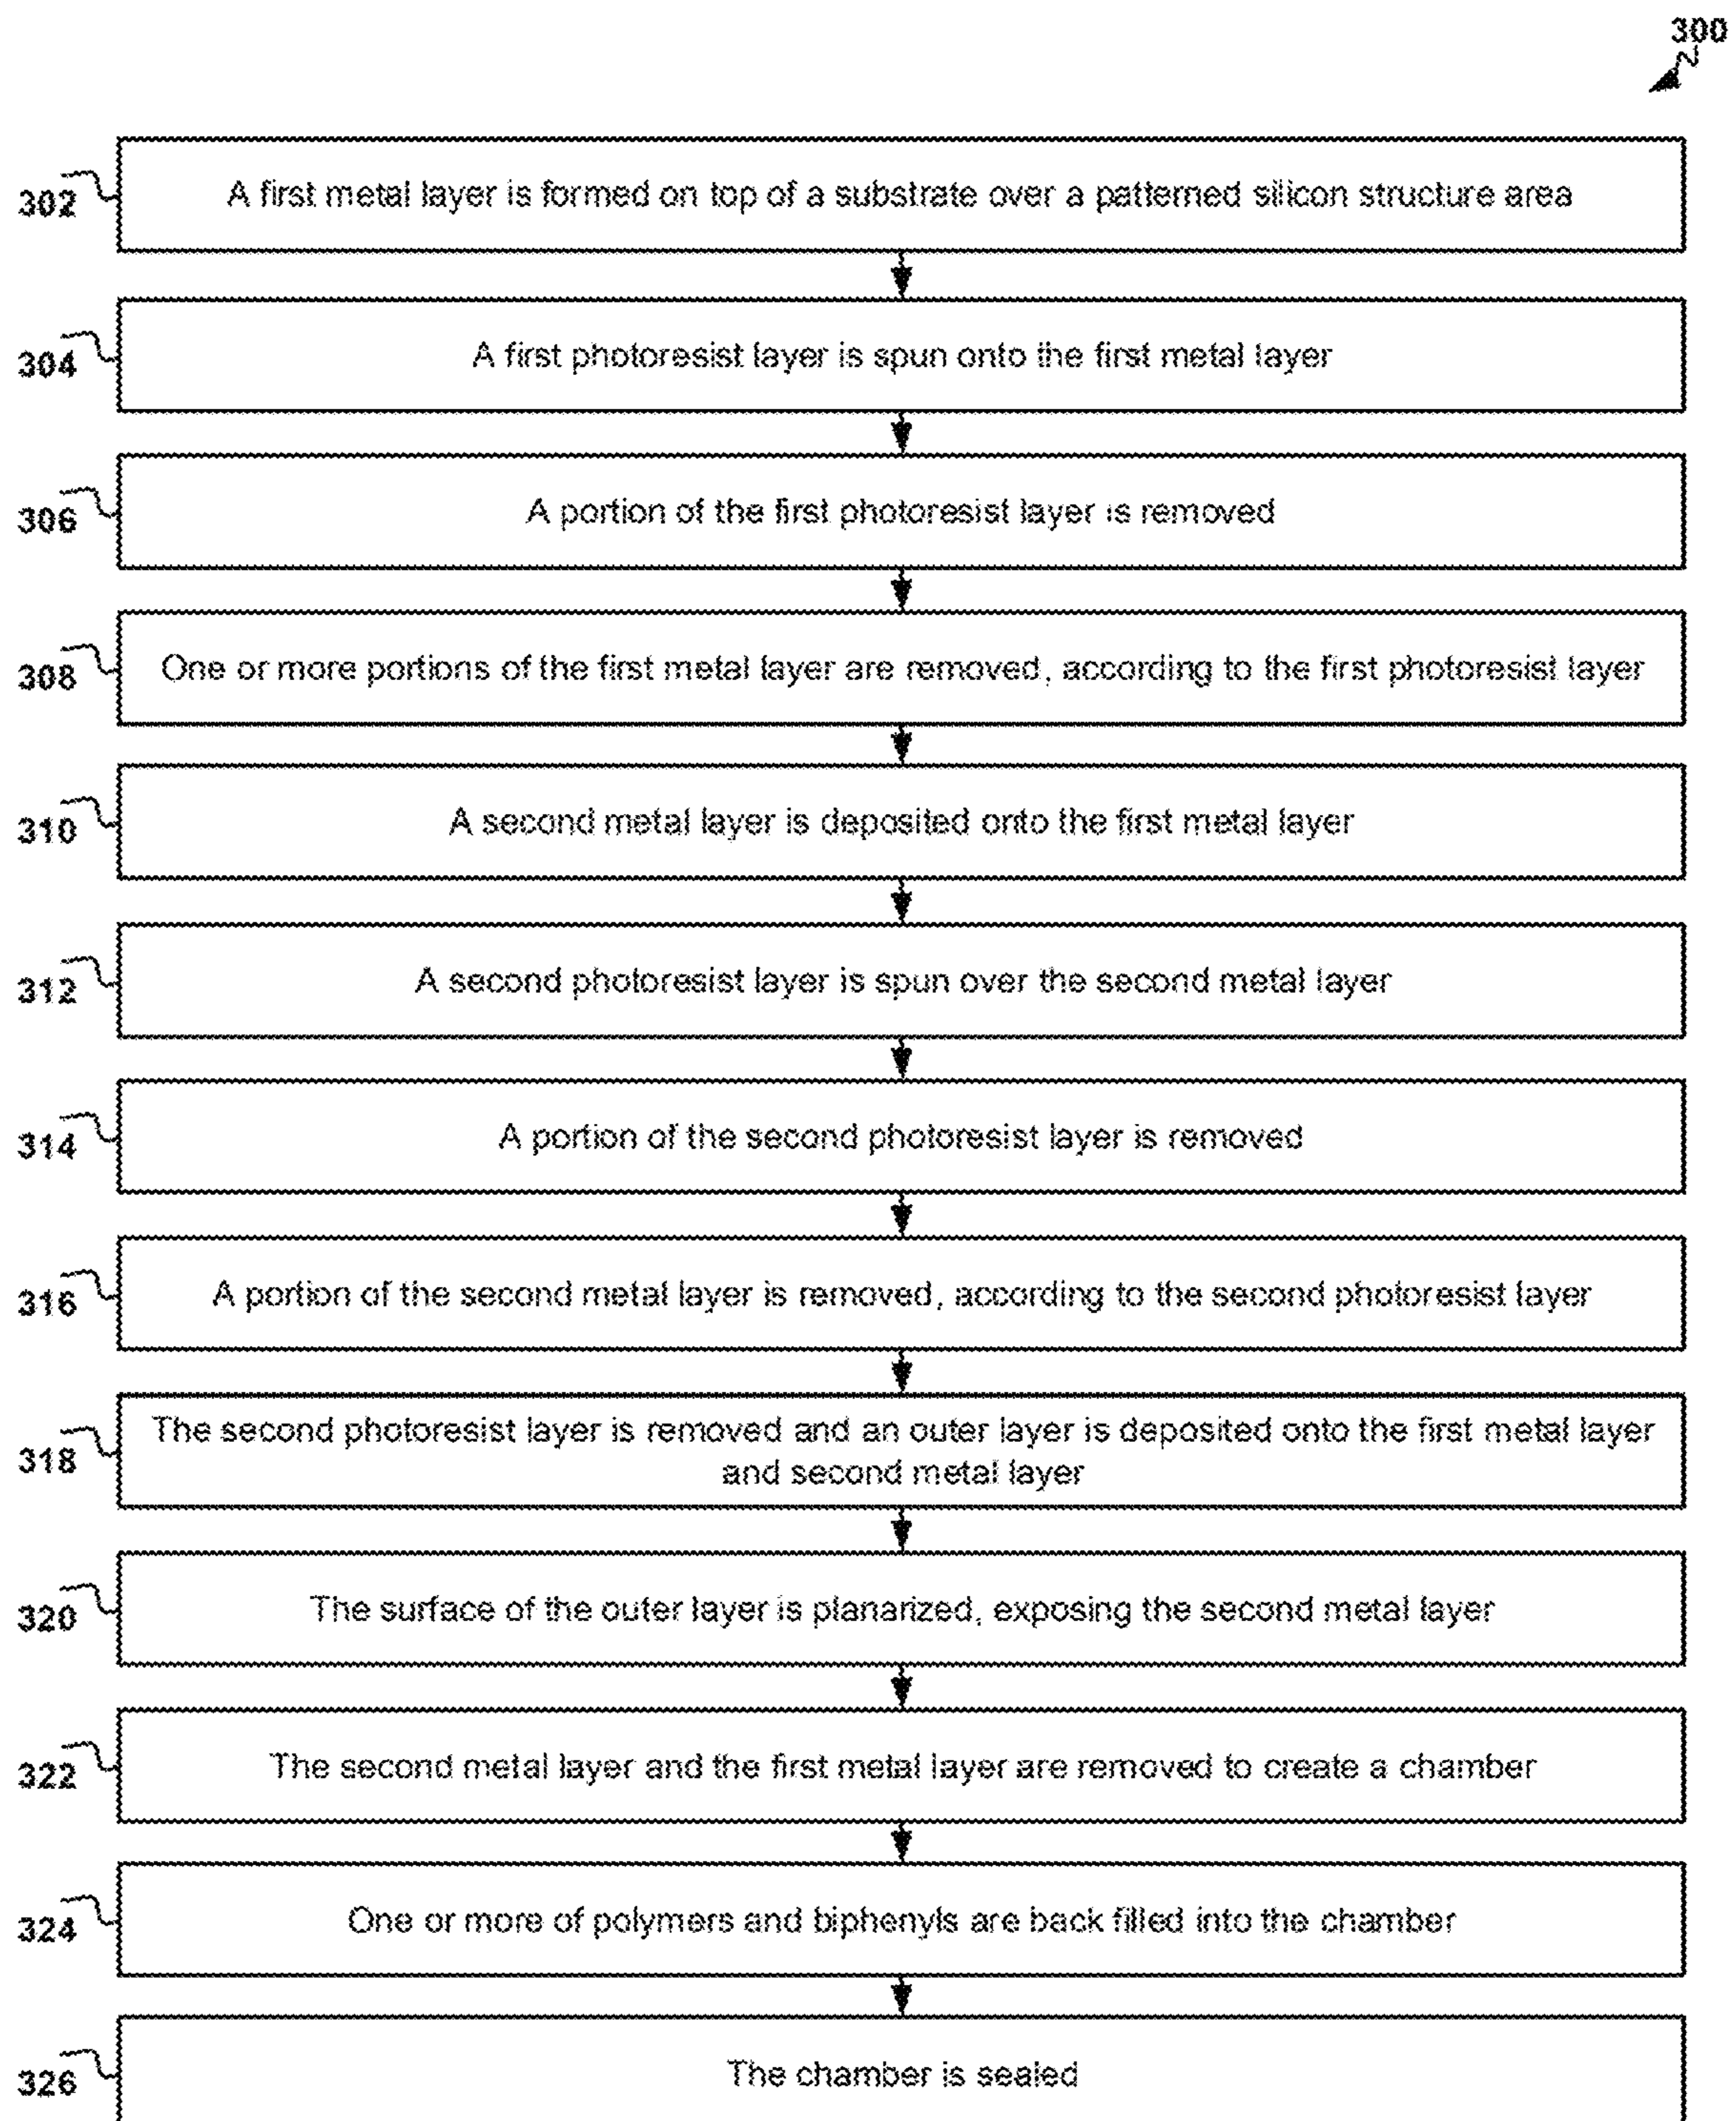 300
302
A first metal layer is formed on top of a substrate over a patterned silicon structure area
304
A first photoresist layer is spun onto the first metal layer
306
A portion of the first photoresist layer is removed
308
One or more portions of the first metal layer are removed, according to the first photoresist layer
310
A second metal layer is deposited onto the first metal layer
312
A second photoresist layer is spun over the second metal layer
314
A portion of the second photoresist layer is removed
316
A portion of the second metal layer is removed, according to the second photoresist layer
318
The second photoresist layer is removed and an outer layer is deposited onto the first metal layer
and second metal layer
320
The surface of the outer layer is planarized, exposing the second metal layer
322
The second metal layer and the first metal layer are removed to create a chamber
324
One or more of polymers and biphenyls are back filled into the chamber
326
The chamber is sealed